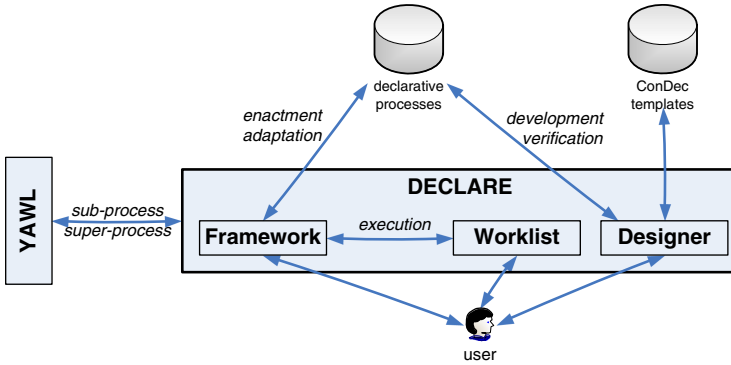 declarative
processes
ConDec
templates
enactment
adaptation
development
verification
YAWL
sub-process
super-process
DECLARE
Framework
execution
Worklist
Designer
user